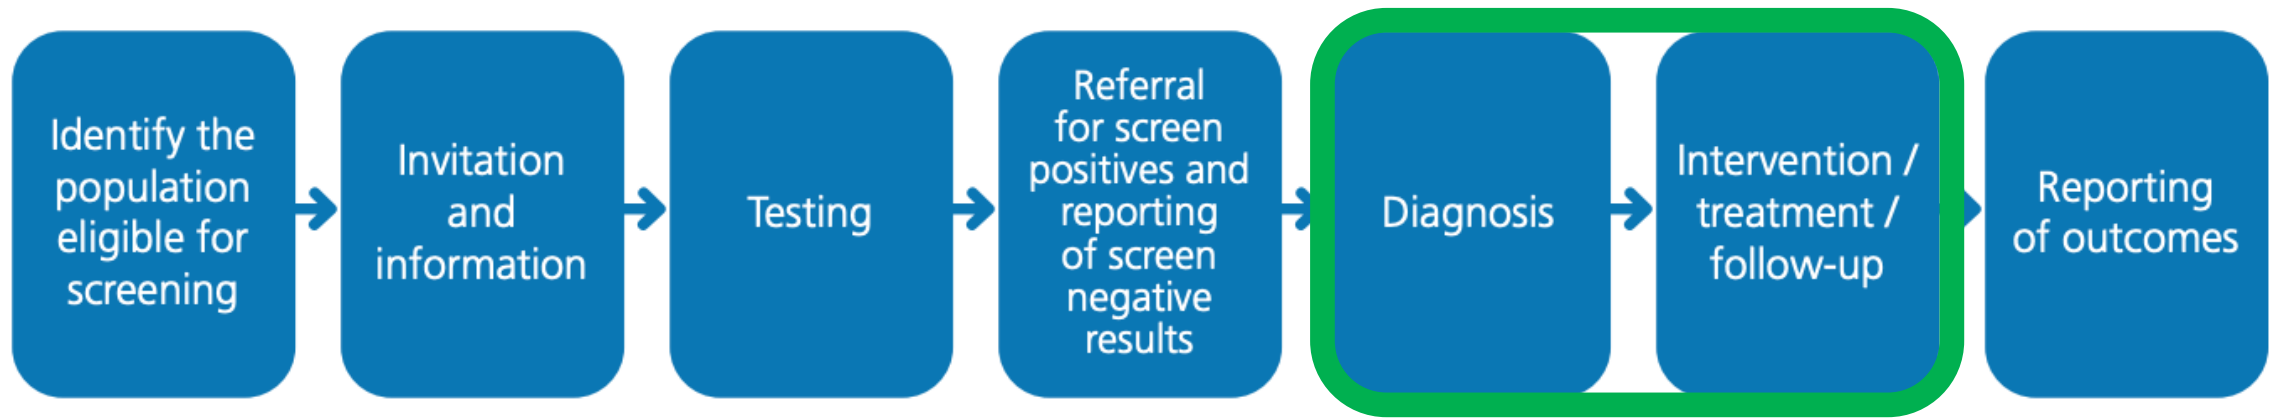 Identify the
population
eligible for
screening
Invitation
and
information
Testing
Referral
for screen
positives and
reporting
of screen
negative
results
Diagnosis
Intervention /
treatment /
follow-up
Reporting
of outcomes